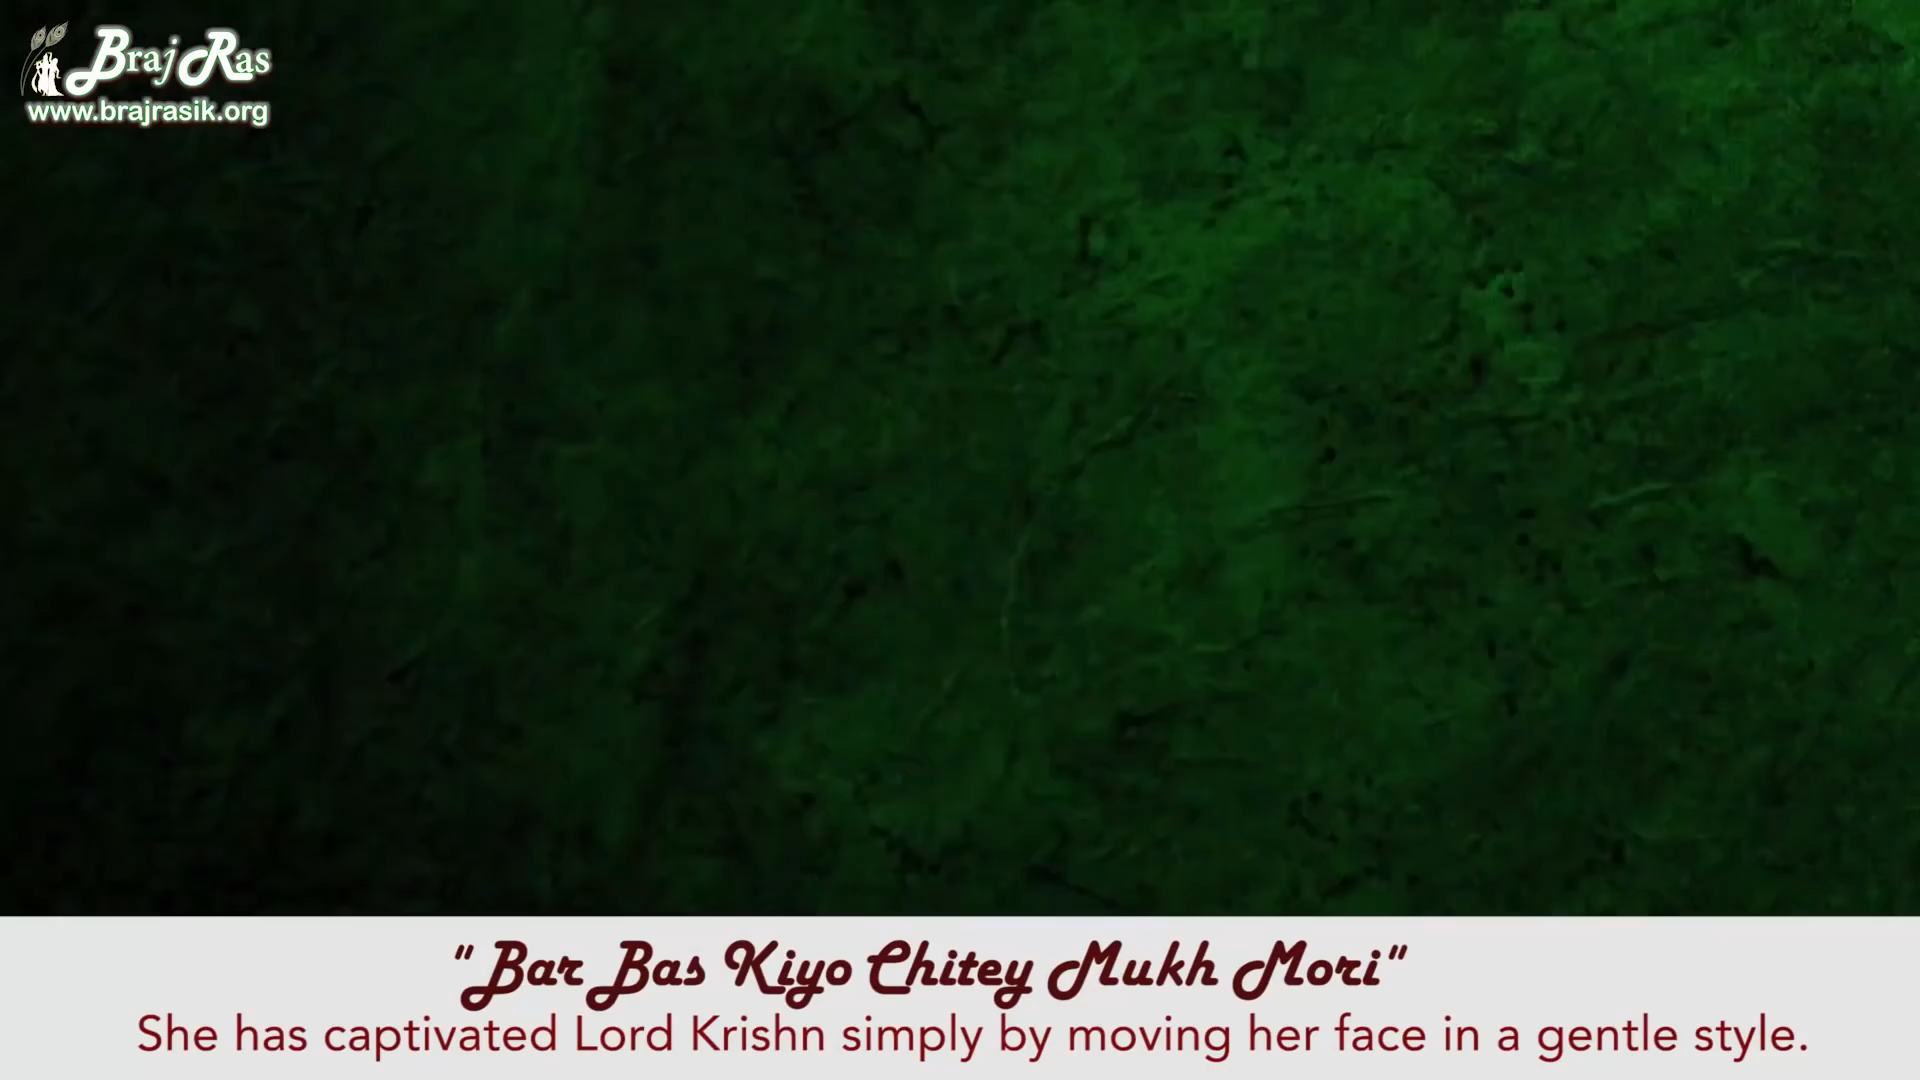 Braj Ras
www.brajrasik.org
"Bar Bas Kiyo Chitey Mukh Mori"
She has captivated Lord Krishn simply by moving her face in a gentle style.